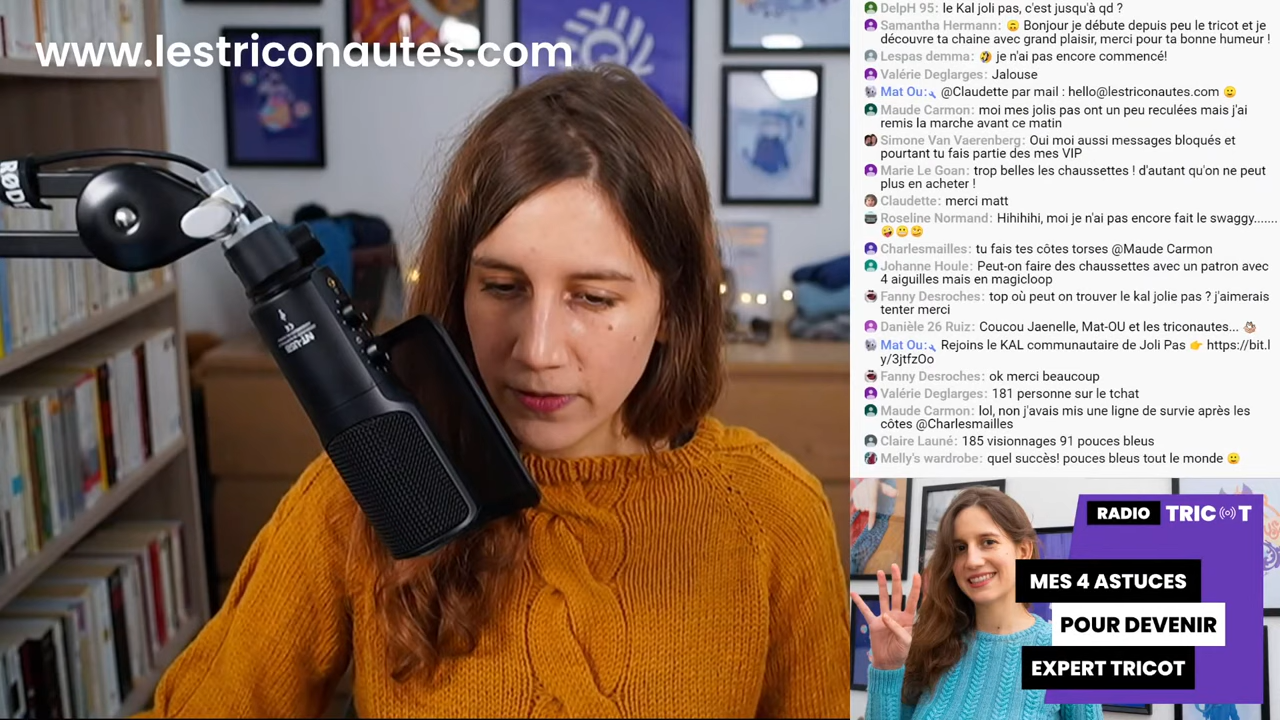 www.lestriconautes.com
RØDE
NT-USB
DelpH 95: le Kal joli pas, c'est jusqu'à qd ?
Samantha Hermann: 🙃 Bonjour je débute depuis peu le tricot et je
découvre ta chaine avec grand plaisir, merci pour ta bonne humeur !
Lespas demma: 🤣 je n'ai pas encore commencé!
Valérie Deglarges: Jalouse
Mat Ou: @Claudette par mail : hello@lestriconautes.com 🙂
Maude Carmon: moi mes jolis pas ont un peu reculées mais j'ai
remis la marche avant ce matin
Simone Van Vaerenberg: Oui moi aussi messages bloqués et
pourtant tu fais partie des mes VIP
Marie Le Goan: trop belles les chaussettes ! d'autant qu'on ne peut
plus en acheter !
Claudette: merci matt
Roseline Normand: Hihihihi, moi je n'ai pas encore fait le swaggy.......
🤪😬😋
Charlesmailles: tu fais tes côtes torses @Maude Carmon
Johanne Houle: Peut-on faire des chaussettes avec un patron avec
4 aiguilles mais en magicloop
Fanny Desroches: top où peut on trouver le kal jolie pas ? j'aimerais
tenter merci
Danièle 26 Ruiz: Coucou Jaenelle, Mat-OU et les triconautes...
Mat Ou: Rejoins le KAL communautaire de Joli Pas 👉 https://bit.l
y/3jtfzOo
Fanny Desroches: ok merci beaucoup
Valérie Deglarges: 181 personne sur le tchat
Maude Carmon: lol, non j'avais mis une ligne de survie après les
côtes @Charlesmailles
Claire Launé: 185 visionnages 91 pouces bleus
Melly's wardrobe: quel succès! pouces bleus tout le monde 🙂
RADIO TRICOT
MES 4 ASTUCES
POUR DEVENIR
EXPERT TRICOT